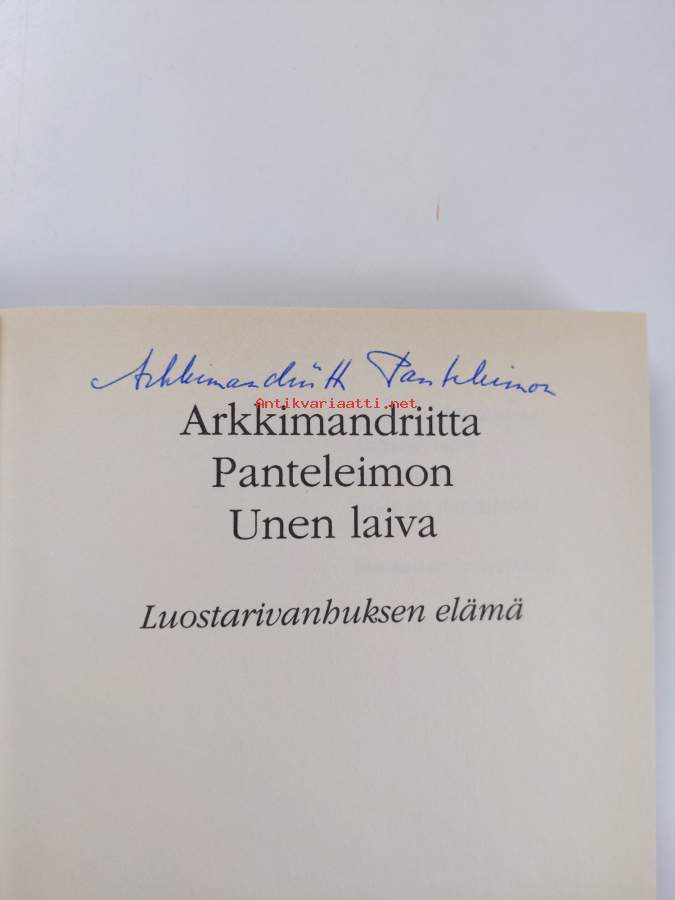 Arkkimandriitta Panteleimon
Antikvariaatti.net
Arkkimandriitta
Panteleimon
Unen laiva
Luostarivanhuksen elämä